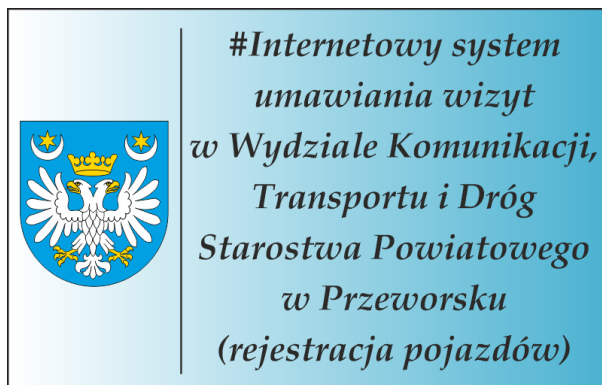 #Internetowy system
umawiania wizyt
w Wydziale Komunikacji,
Transportu i Dróg
Starostwa Powiatowego
w Przeworsku
(rejestracja pojazdów)